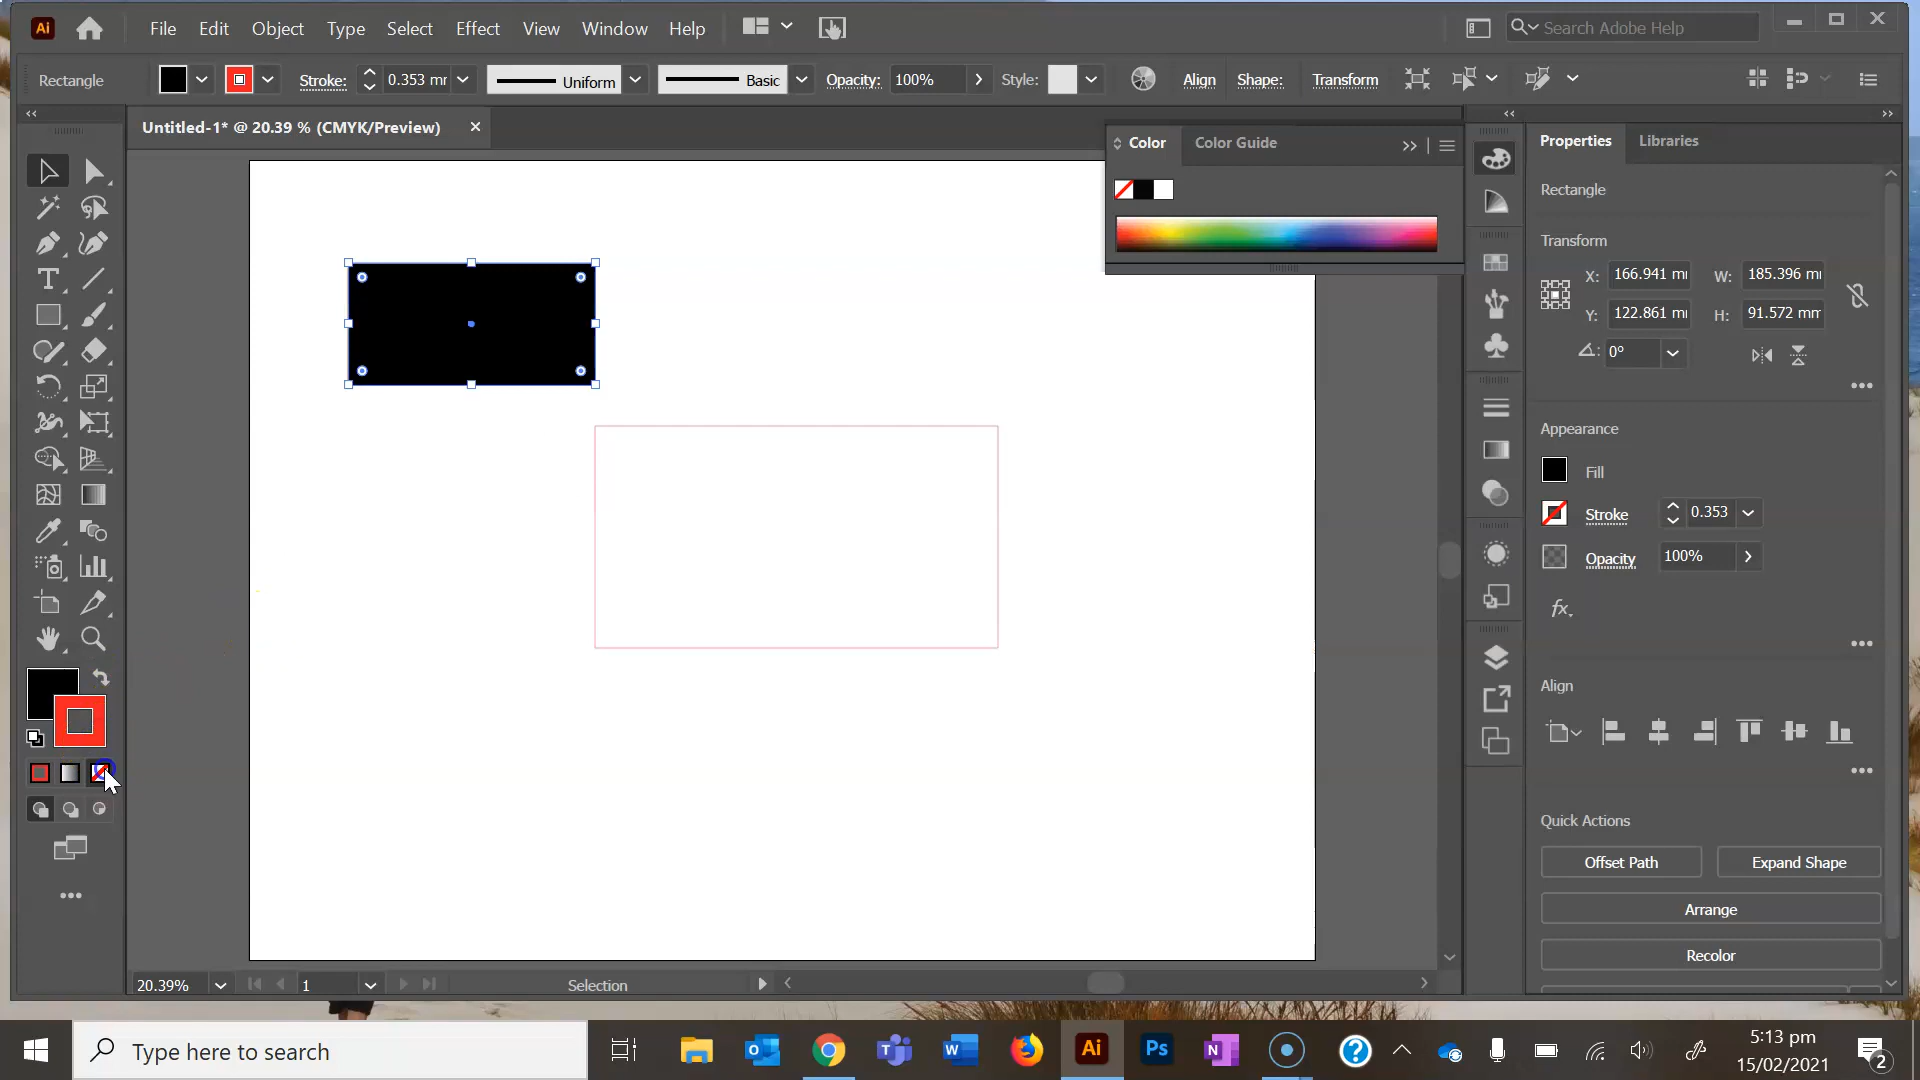 Ai File Edit Object Type Select Effect View Window Help Search Adobe Help
Rectangle Stroke: 0.353 mr Uniform Basic Opacity: 100% Style: Align Shape: Transform
Untitled-1* @ 20.39 % (CMYK/Preview)
Color Color Guide
Properties Libraries
Rectangle
Transform
X: 166.941 m W: 185.396 m
Y: 122.861 m H: 91.572 mm
0°
Appearance
Fill
Stroke 0.353
Opacity 100%
fx.
Align
Quick Actions
Offset Path Expand Shape
Arrange
Recolor
20.39% 1 Selection
Type here to search
5:13 pm
15/02/2021
2